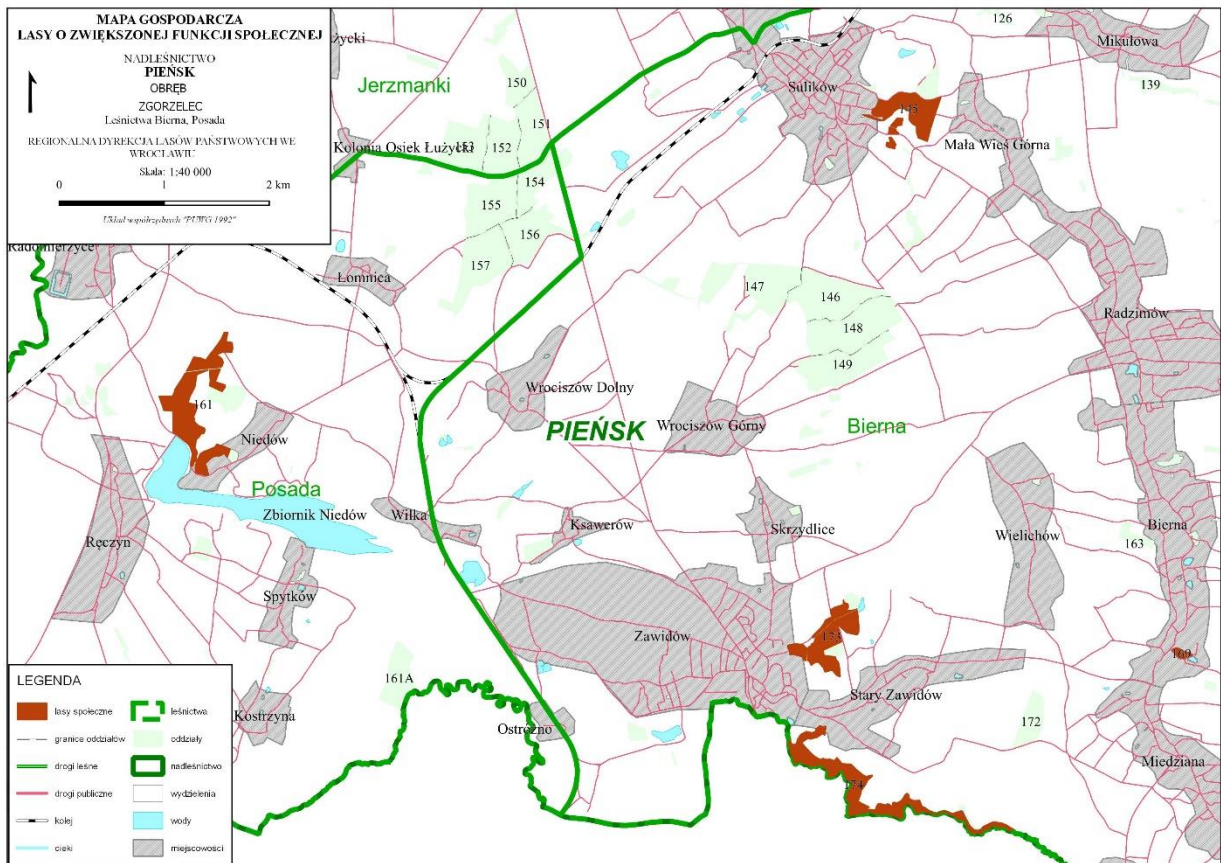 MAPA GOSPODARCZA
LASY O ZWIĘKSZONEJ FUNKCJI SPOŁECZNEJ
NADLEŚNICTWO
PIEŃSK
OBRĘB
ZGORZELEC
Leśnictwa Bierna, Posada
REGIONALNA DYREKCJA LASÓW PAŃSTWOWYCH WE
WROCŁAWIU
Skala: 1:40 000
0 1 2 km
Układ współrzędnych "PUWG 1992"
126
Mikułowa
139
Jerzmanki
150
151
Sulików
145
Kolonia Osiek Łużycki
153
152
Mała Wieś Górna
154
155
156
157
Radomierzyce
Łomnica
147
146
148
149
Radzimów
Wrociszów Dolny
161
Niedów
PIEŃSK
Wrociszów Górny
Bierna
Posada
Zbiornik Niedów
Wilka
Ksawerów
Skrzydlice
Wielichów
Bierna
163
Ręczyn
Spytków
Zawidów
173
169
Stary Zawidów
161A
Kostrzyna
Ostróżno
172
Miedziana
174
LEGENDA
lasy społeczne
leśnictwa
granice oddziałów
oddziały
drogi leśne
nadleśnictwo
drogi publiczne
wydzielenia
kolej
wody
cieki
miejscowości